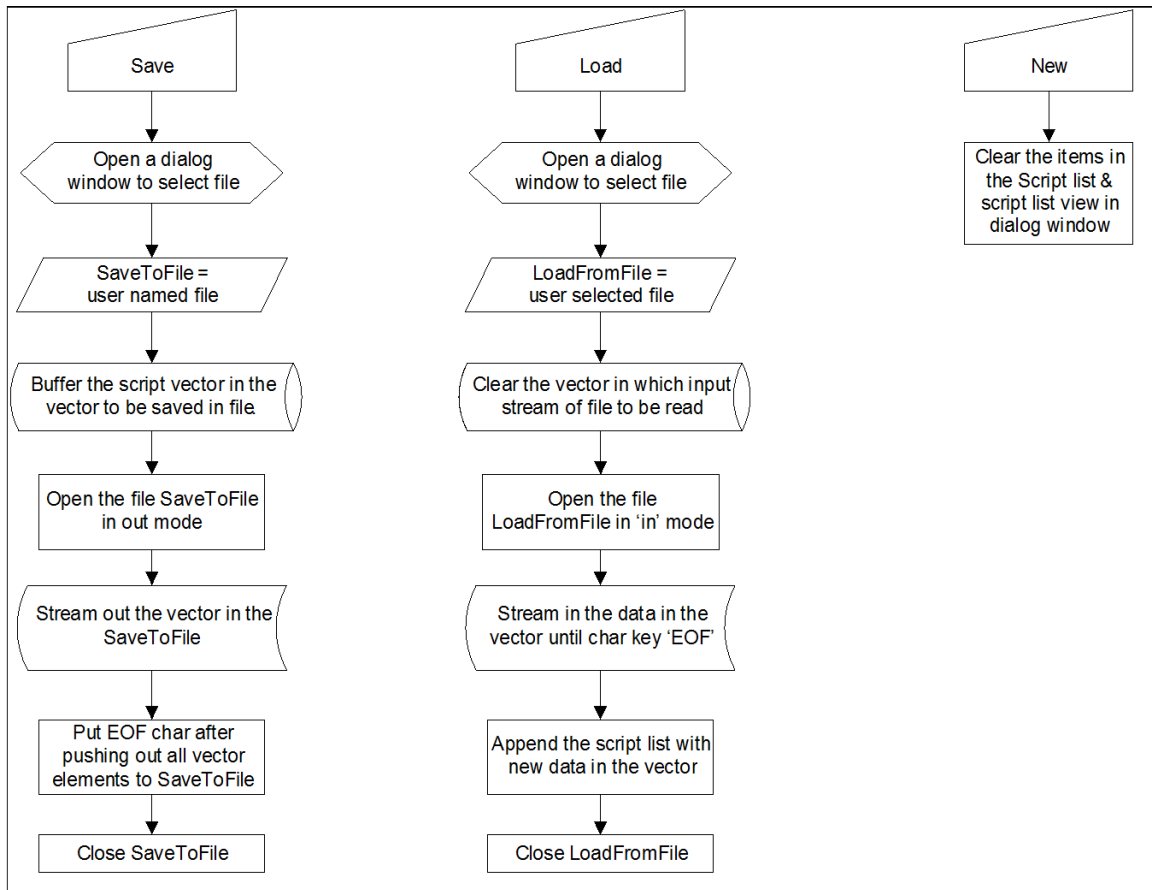 Save
Open a dialog
window to select file
SaveToFile =
user named file
Buffer the script vector in the
vector to be saved in file.
Open the file SaveToFile
in out mode
Stream out the vector in the
SaveToFile
Put EOF char after
pushing out all vector
elements to SaveToFile
Close SaveToFile
Load
Open a dialog
window to select file
LoadFromFile =
user selected file
Clear the vector in which input
stream of file to be read
Open the file
LoadFromFile in ‘in’ mode
Stream in the data in the
vector until char key ‘EOF’
Append the script list with
new data in the vector
Close LoadFromFile
New
Clear the items in
the Script list &
script list view in
dialog window